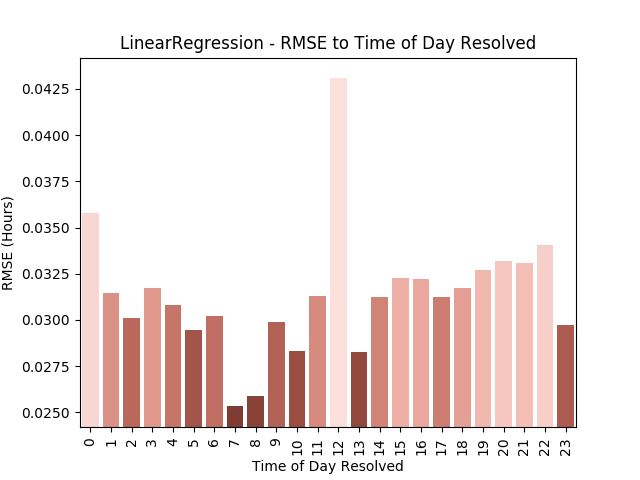 LinearRegression - RMSE to Time of Day Resolved
RMSE (Hours)
0.0425
0.0400
0.0375
0.0350
0.0325
0.0300
0.0275
0.0250
0 1 2 3 4 5 6 7 8 9 10 11 12 13 14 15 16 17 18 19 20 21 22 23
Time of Day Resolved